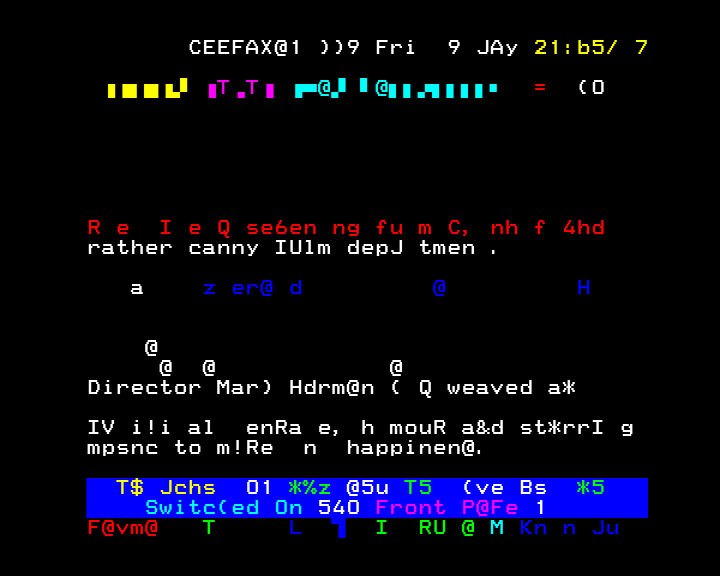 CEEFAX@1 ))9 Fri  9 JAy 21:b5/ 7
T T @ @ = (O
R e  I e Q se6en ng fu m C, nh f 4hd
rather canny IUlm depJ tmen .
a z er@ d @ H
@
@ @ @
Director Mar) Hdrm@n ( Q weaved a*
IV i!i al  enRa e, h mouR a&d st*rrI g
mpsnc to m!Re  n  happinen@.
T$ Jchs  O1 *%z @5u T5  (ve Bs  *5
Switc(ed On 540 Front P@Fe 1
F@vm@ T L I RU @ M Kn n Ju